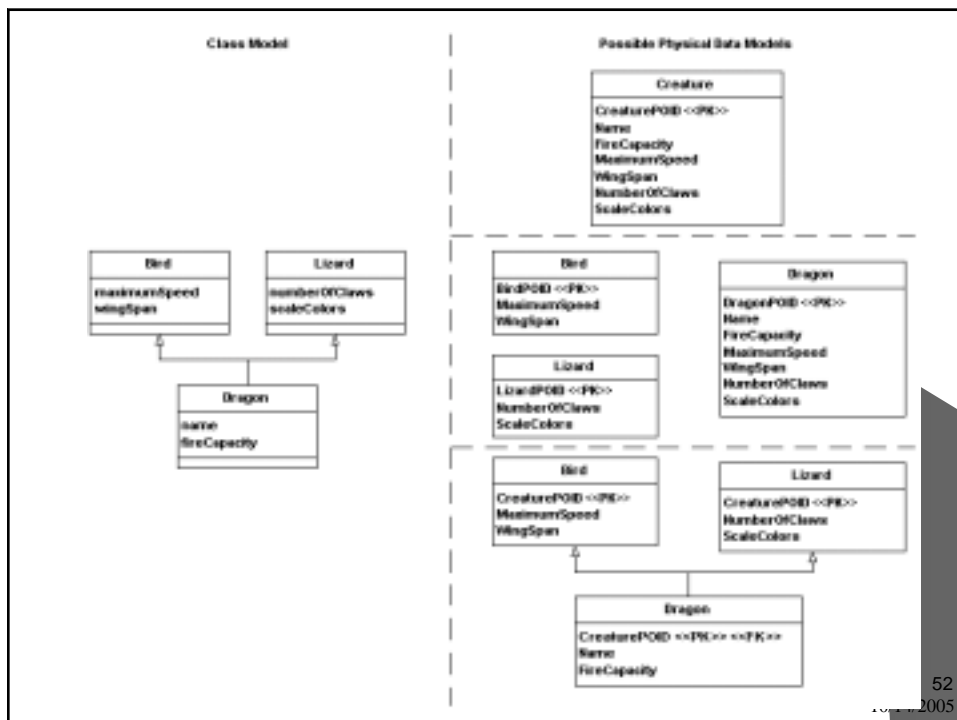 Class Model
Possible Physical Data Models
Creature
CreaturePOID <<PK>>
Name
FireCapacity
MaximumSpeed
WingSpan
NumberOfClaws
ScaleColors
Bird
maximumSpeed
wingSpan
Lizard
numberOfClaws
scaleColors
Dragon
name
fireCapacity
Bird
BirdPOID <<PK>>
MaximumSpeed
WingSpan
Lizard
LizardPOID <<PK>>
NumberOfClaws
ScaleColors
Dragon
DragonPOID <<PK>>
Name
FireCapacity
MaximumSpeed
WingSpan
NumberOfClaws
ScaleColors
Bird
CreaturePOID <<PK>>
MaximumSpeed
WingSpan
Lizard
CreaturePOID <<PK>>
NumberOfClaws
ScaleColors
Dragon
CreaturePOID <<PK>> <<FK>>
Name
FireCapacity
52
10/14/2005